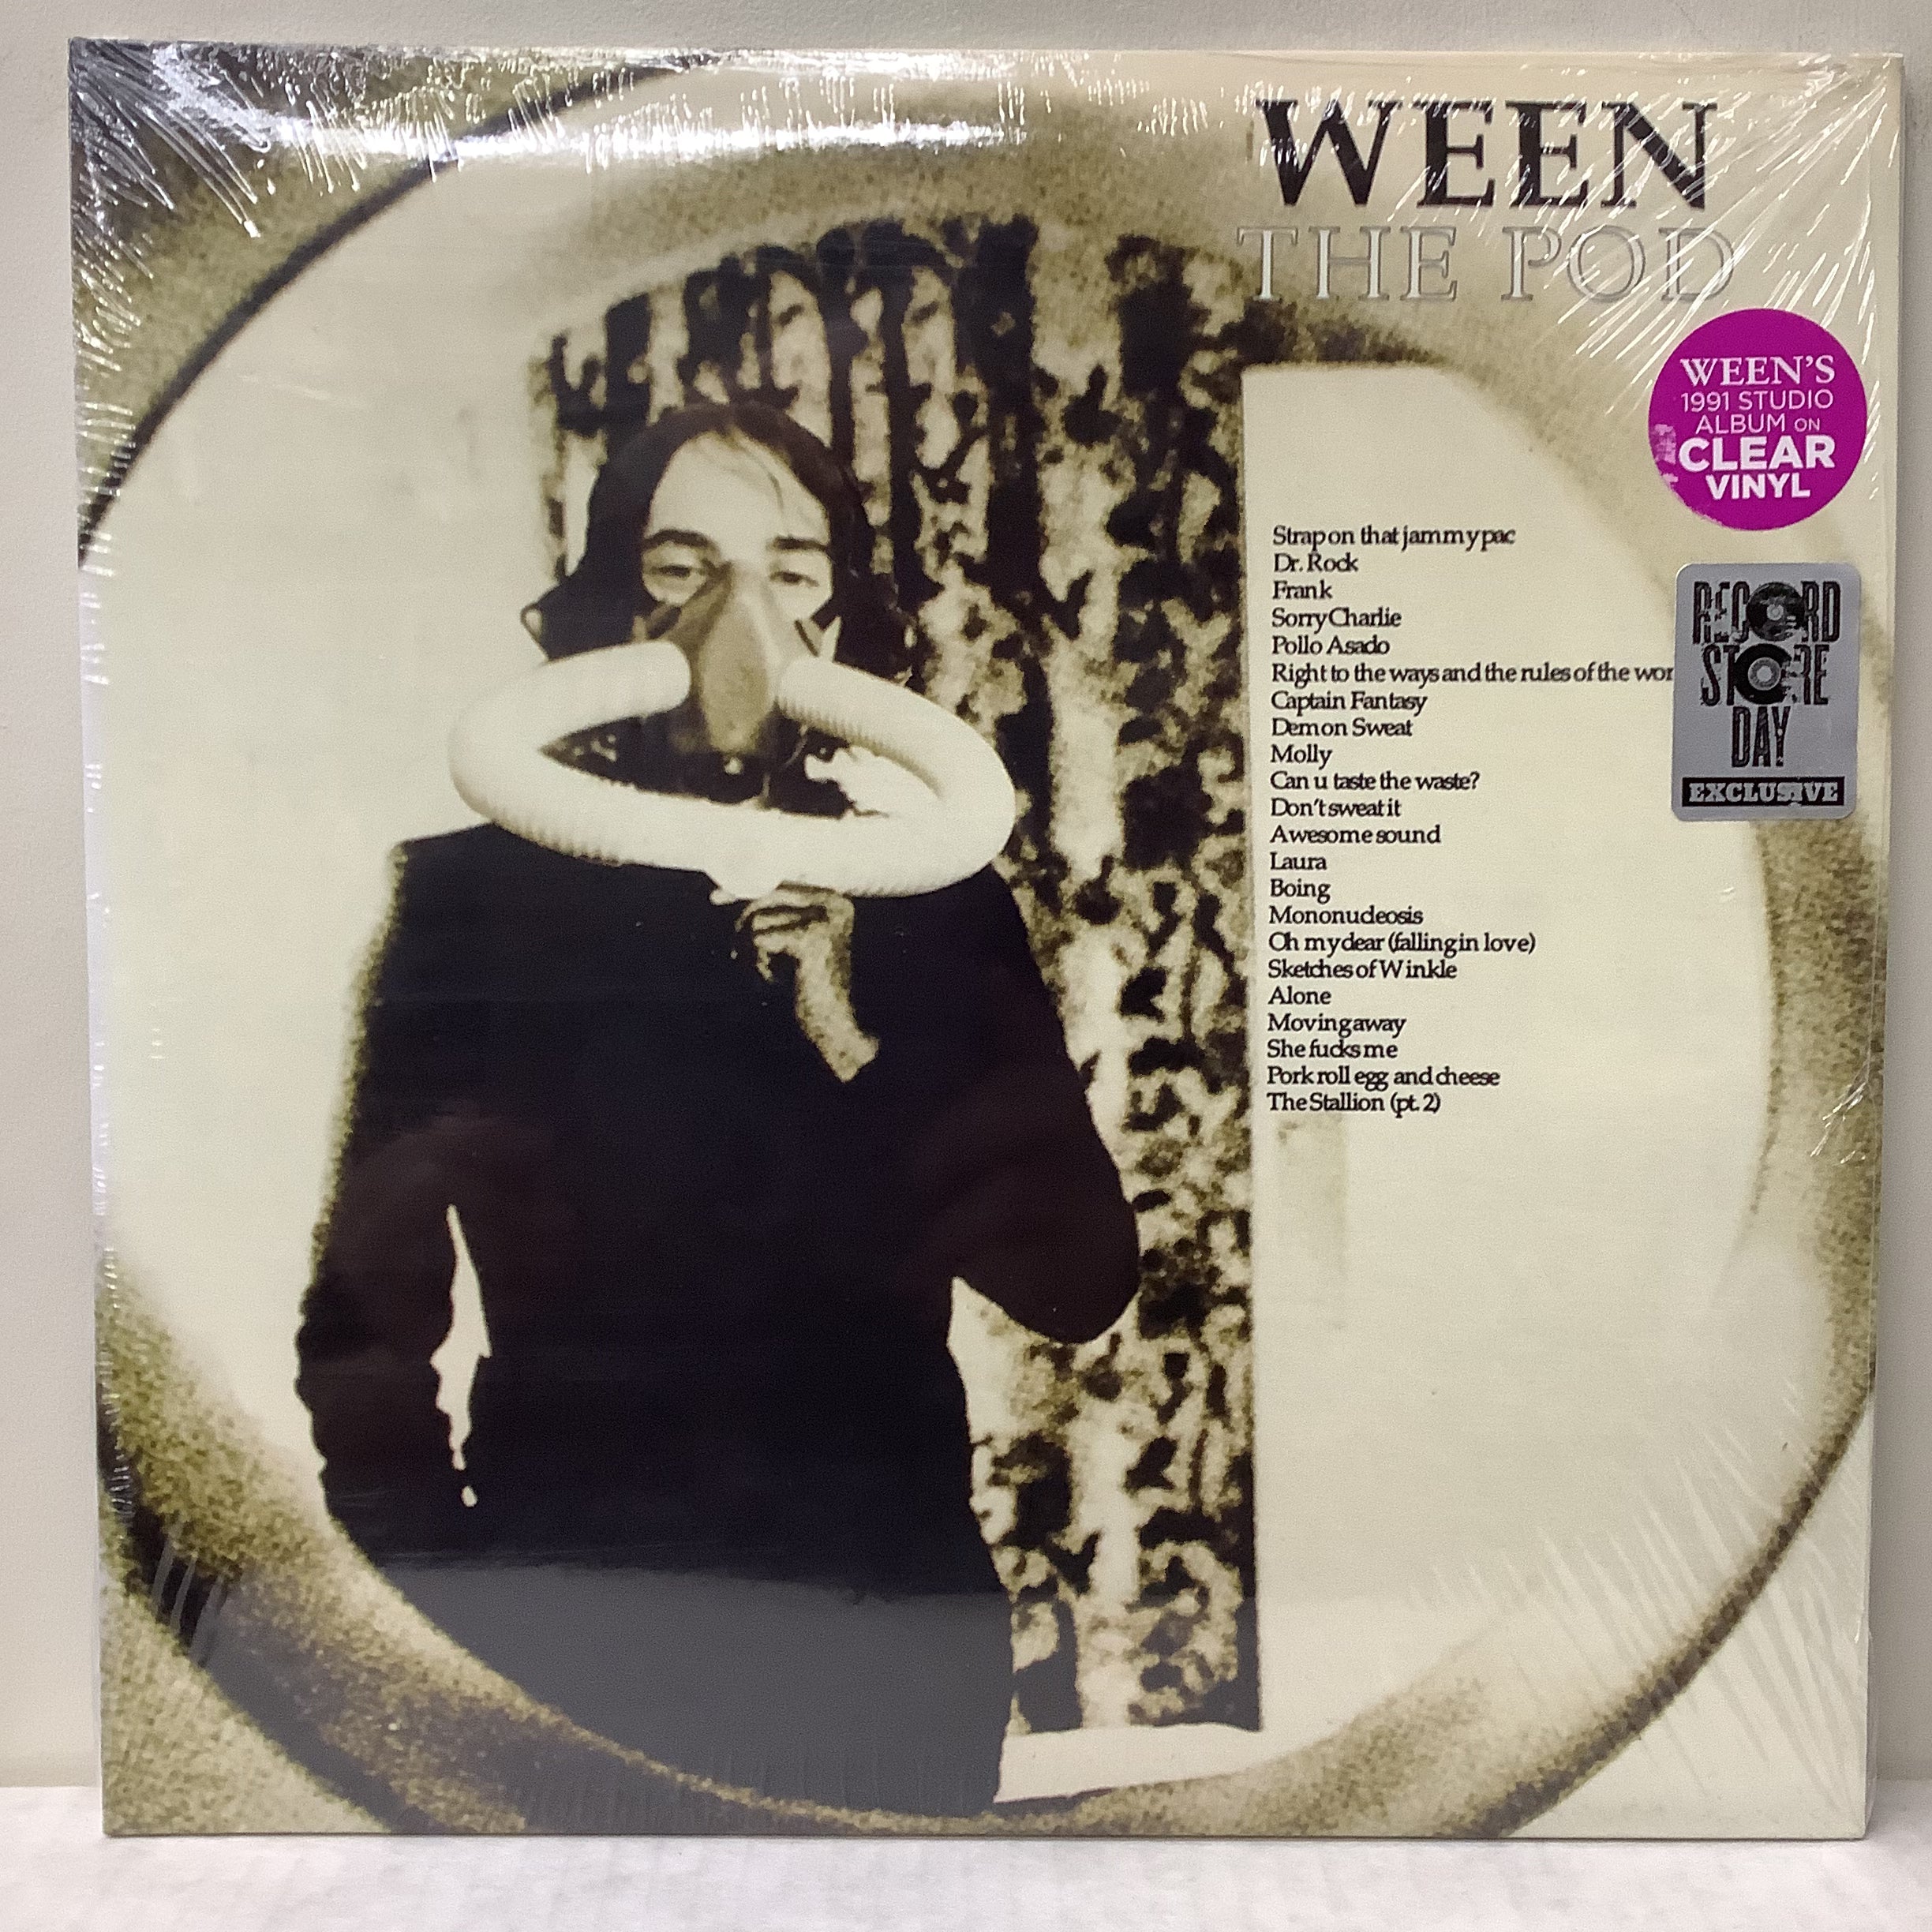 WEEN
THE POD
WEEN'S
1991 STUDIO
ALBUM ON
CLEAR
VINYL
Strap on that jammypac
Dr. Rock
Frank
Sorry Charlie
Pollo Asado
Right to the ways and the rules of the wor
Captain Fantasy
Demon Sweat
Molly
Can u taste the waste?
Don't sweat it
Awesome sound
Laura
Boing
Mononucleosis
Oh my dear (falling in love)
Sketches of Winkle
Alone
Moving away
She fucks me
Pork roll egg and cheese
The Stallion (pt. 2)
RECORD
STORE
DAY
EXCLUSIVE